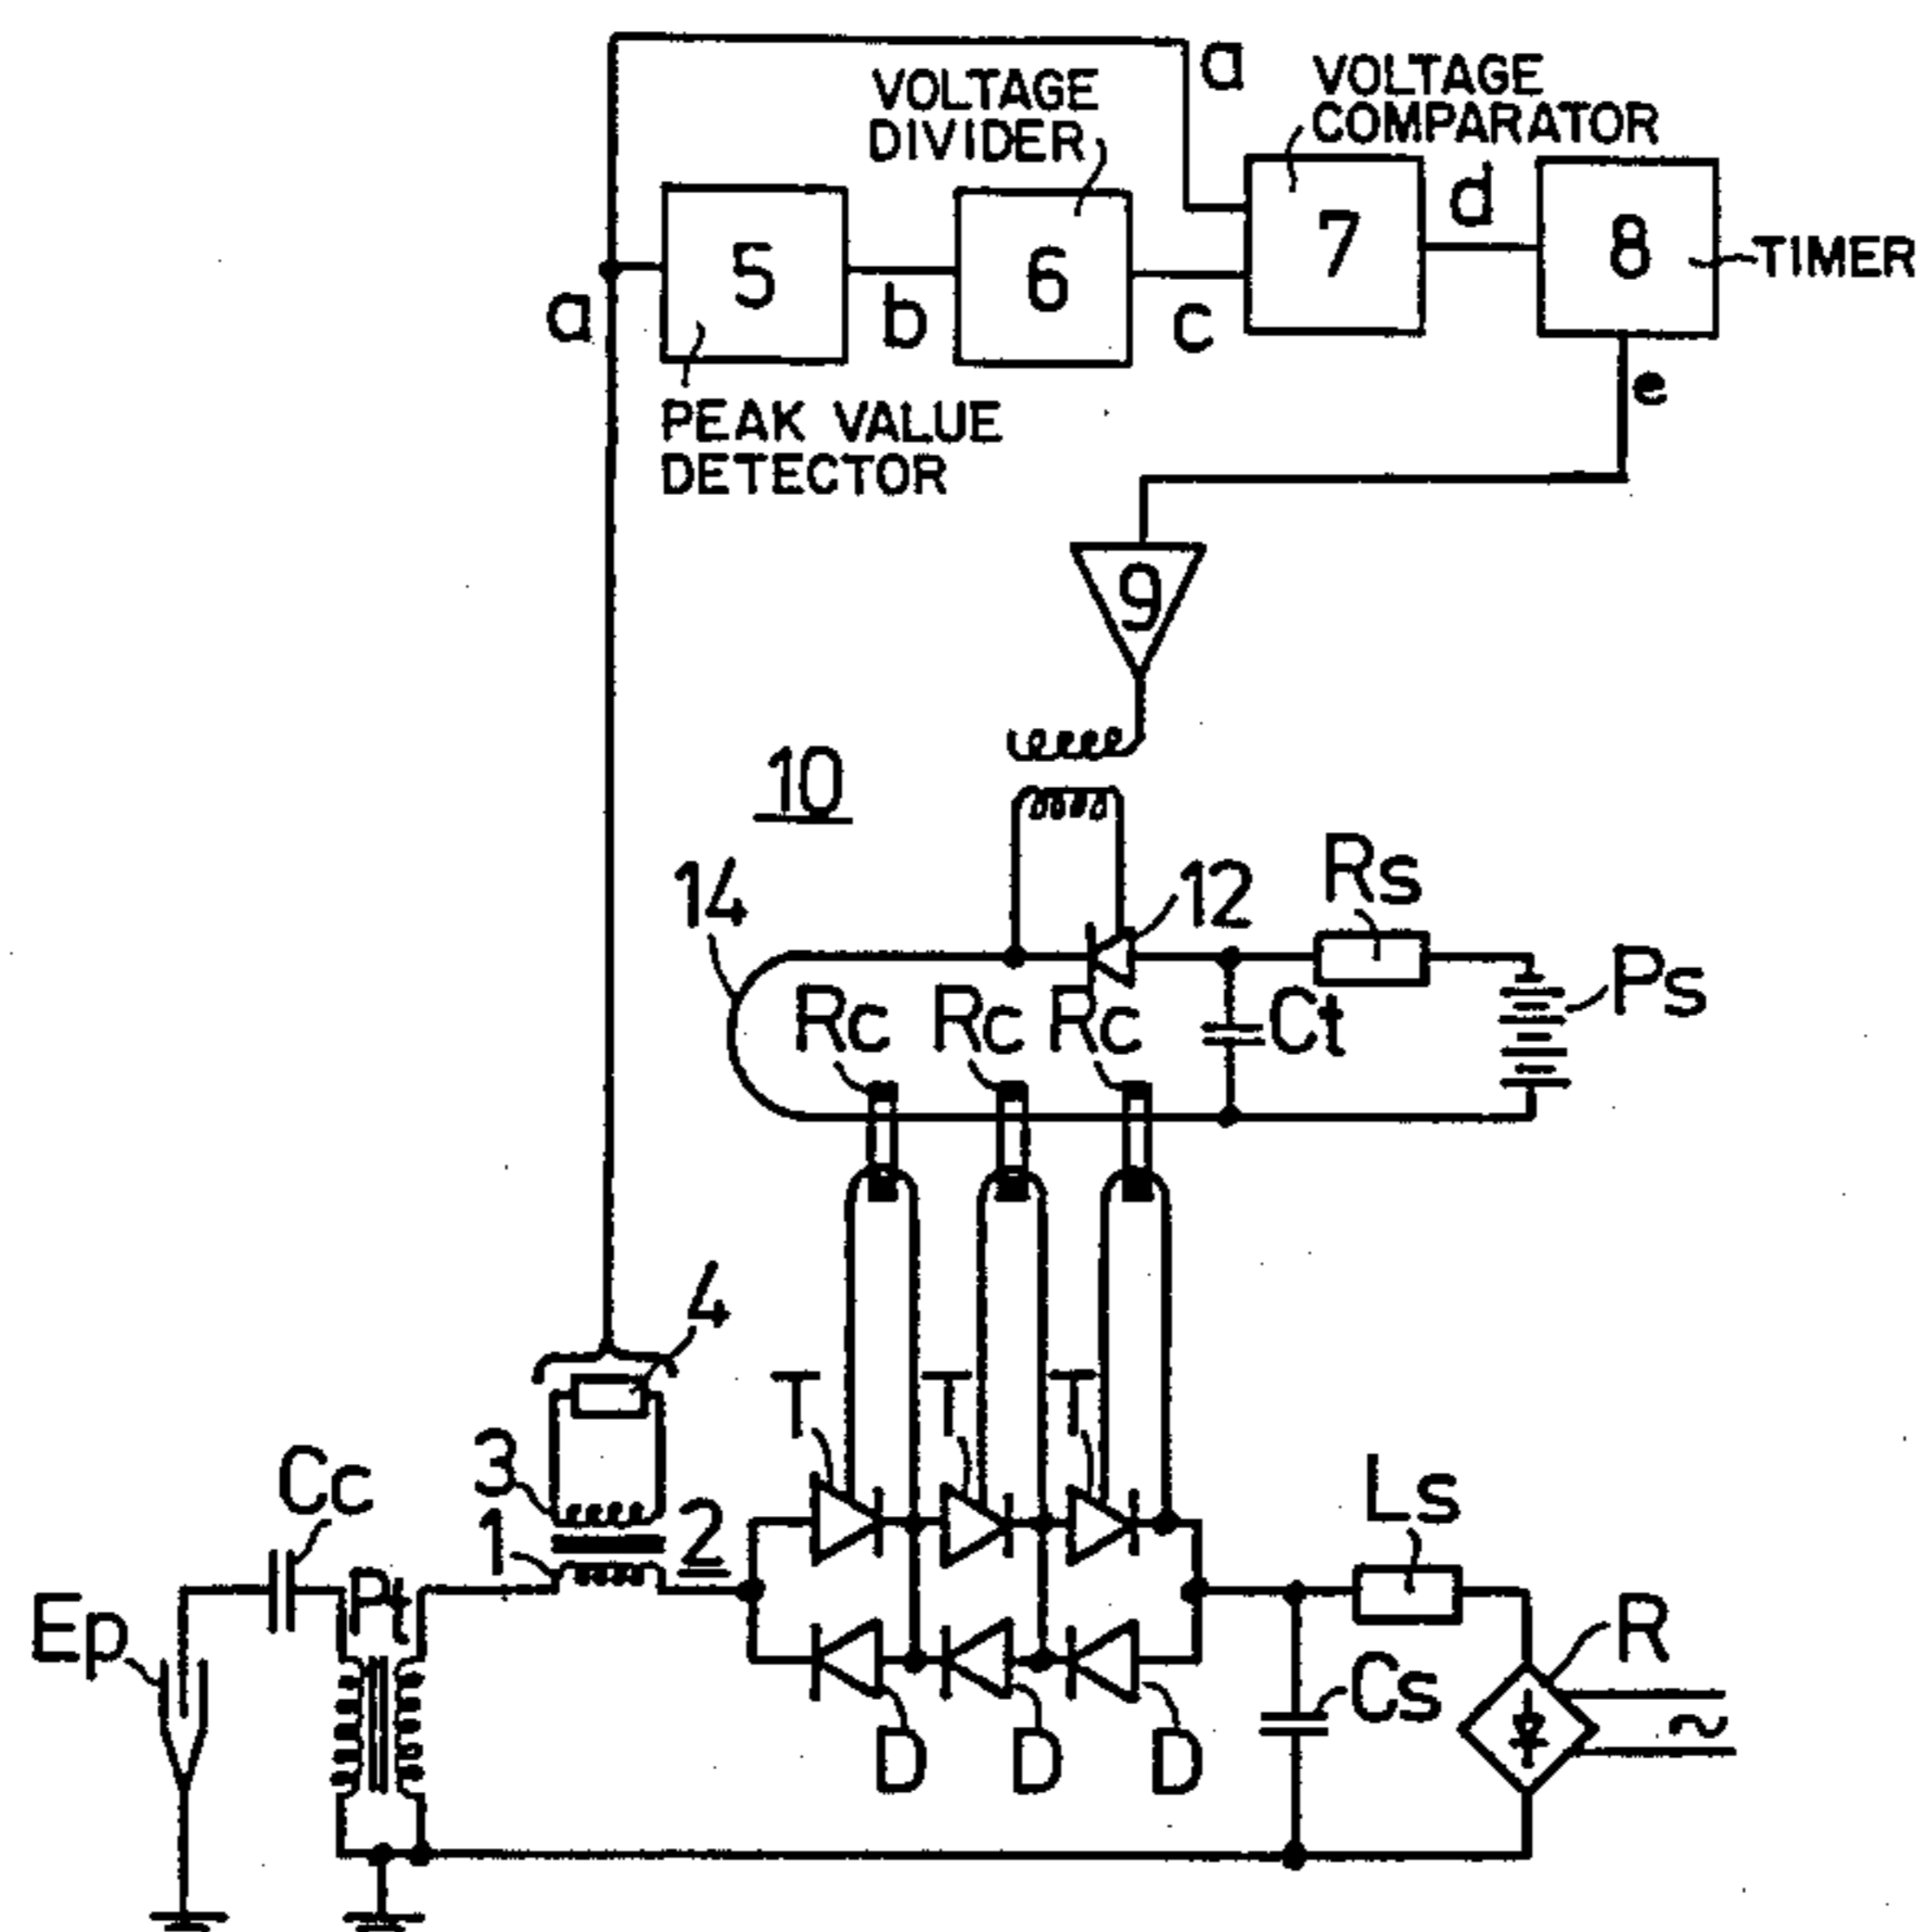 a
VOLTAGE
DIVIDER
VOLTAGE
COMPARATOR
5
6
7
8
d
TIMER
a
b
c
e
PEAK VALUE
DETECTOR
9
10
14
12
Rs
Ps
Rc
Rc
Rc
Ct
4
T
T
T
3
Cc
1
2
Ls
Ep
Pt
R
Cs
~
D
D
D